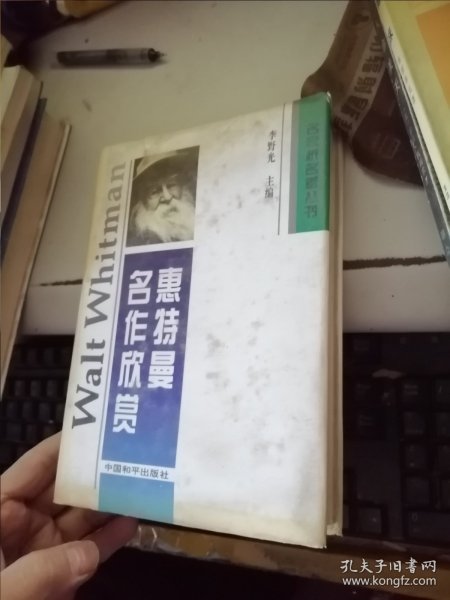 Walt Whitman
李野光 主编
惠特曼
名作欣赏
中国和平出版社
孔夫子旧书网
www.kongfz.com